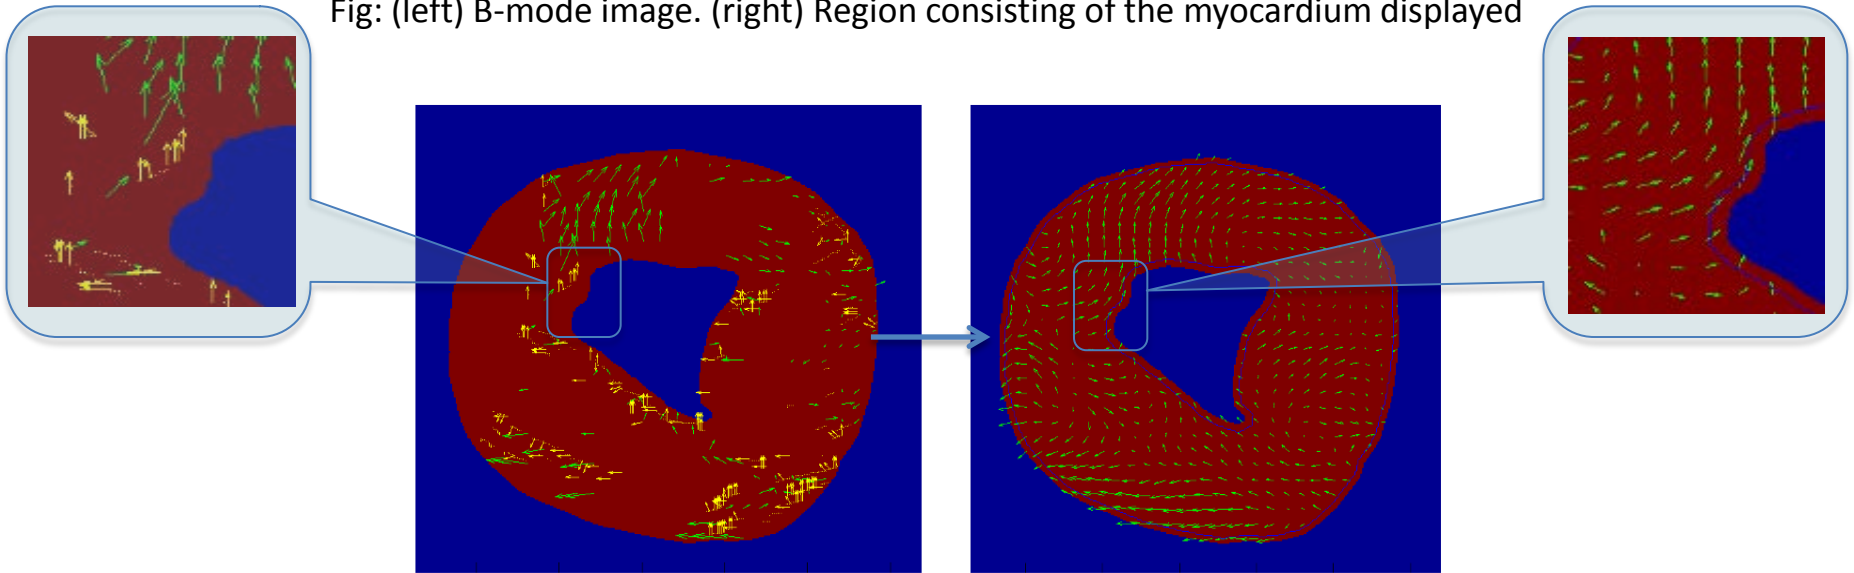 Fig: (left) B-mode image. (right) Region consisting of the myocardium displayed